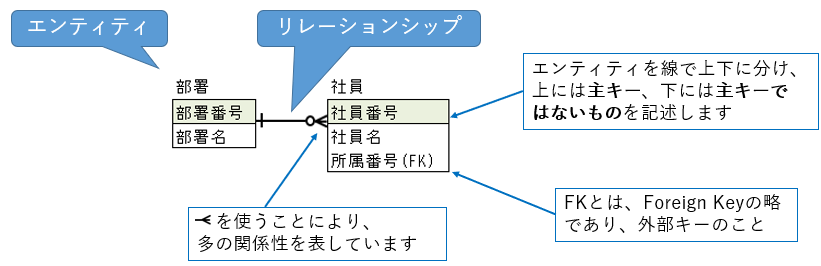 エンティティ
リレーションシップ
部署
部署番号
部署名
社員
社員番号
社員名
所属番号(FK)
エンティティを線で上下に分け、
上には主キー、下には主キーで
はないものを記述します
を使うことにより、
多の関係性を表しています
FKとは、Foreign Keyの略
であり、外部キーのこと